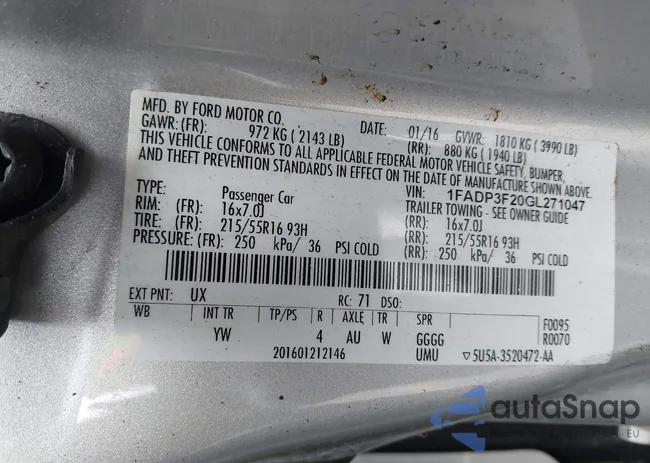 MFD. BY FORD MOTOR CO.
DATE: 01/16 GVWR: 1810 KG ( 3990 LB)
GAWR: (FR): 972 KG ( 2143 LB) (RR): 880 KG ( 1940 LB)
THIS VEHICLE CONFORMS TO ALL APPLICABLE FEDERAL MOTOR VEHICLE SAFETY, BUMPER,
AND THEFT PREVENTION STANDARDS IN EFFECT ON THE DATE OF MANUFACTURE SHOWN ABOVE.
VIN: 1FADP3F20GL271047
TYPE: Passenger Car TRAILER TOWING - SEE OWNER GUIDE
RIM: (FR): 16x7.0J (RR): 16x7.0J
TIRE: (FR): 215/55R16 93H (RR): 215/55R16 93H
PRESSURE: (FR): 250 kPa/ 36 PSI COLD (RR): 250 kPa/ 36 PSI COLD
EXT PNT: UX RC: 71 DSO:
WB INT TR TP/PS R AXLE TR SPR F0095
YW 4 AU W GGGG R0070
201601212146 UMU ▽5U5A-3520472-AA
autoSnap